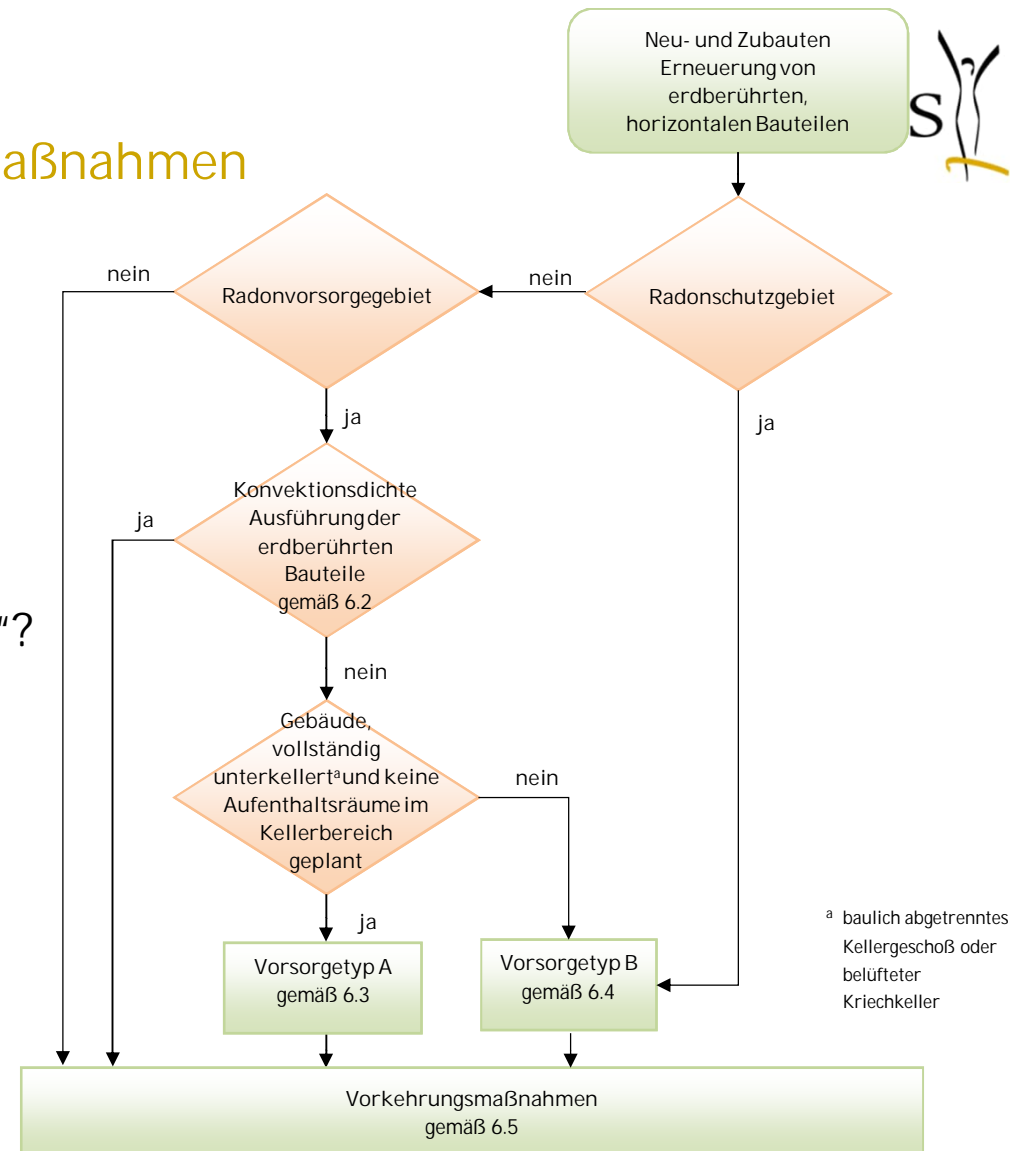 Neu- und Zubauten
Erneuerung von
erdberührten,
horizontalen Bauteilen
s
aßnahmen
nein
Radonvorsorgegebiet
nein
Radonschutzgebiet
ja
ja
Konvektionsdichte
Ausführung der
erdberührten
Bauteile
gemäß 6.2
ja
"?
nein
Gebäude,
vollständig
unterkellertᵃ und keine
Aufenthaltsräume im
Kellerbereich
geplant
nein
ja
Vorsorgetyp A
gemäß 6.3
Vorsorgetyp B
gemäß 6.4
ᵃ baulich abgetrenntes
Kellergeschoß oder
belüfteter
Kriechkeller
Vorkehrungsmaßnahmen
gemäß 6.5